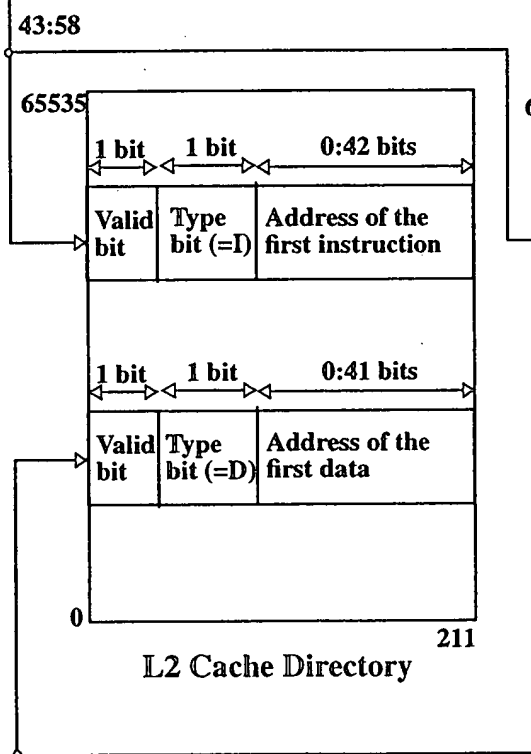 43:58
65535
6
1 bit 1 bit 0:42 bits
Valid bit
Type bit (=I)
Address of the first instruction
1 bit 1 bit 0:41 bits
Valid bit
Type bit (=D)
Address of the first data
0
211
L2 Cache Directory